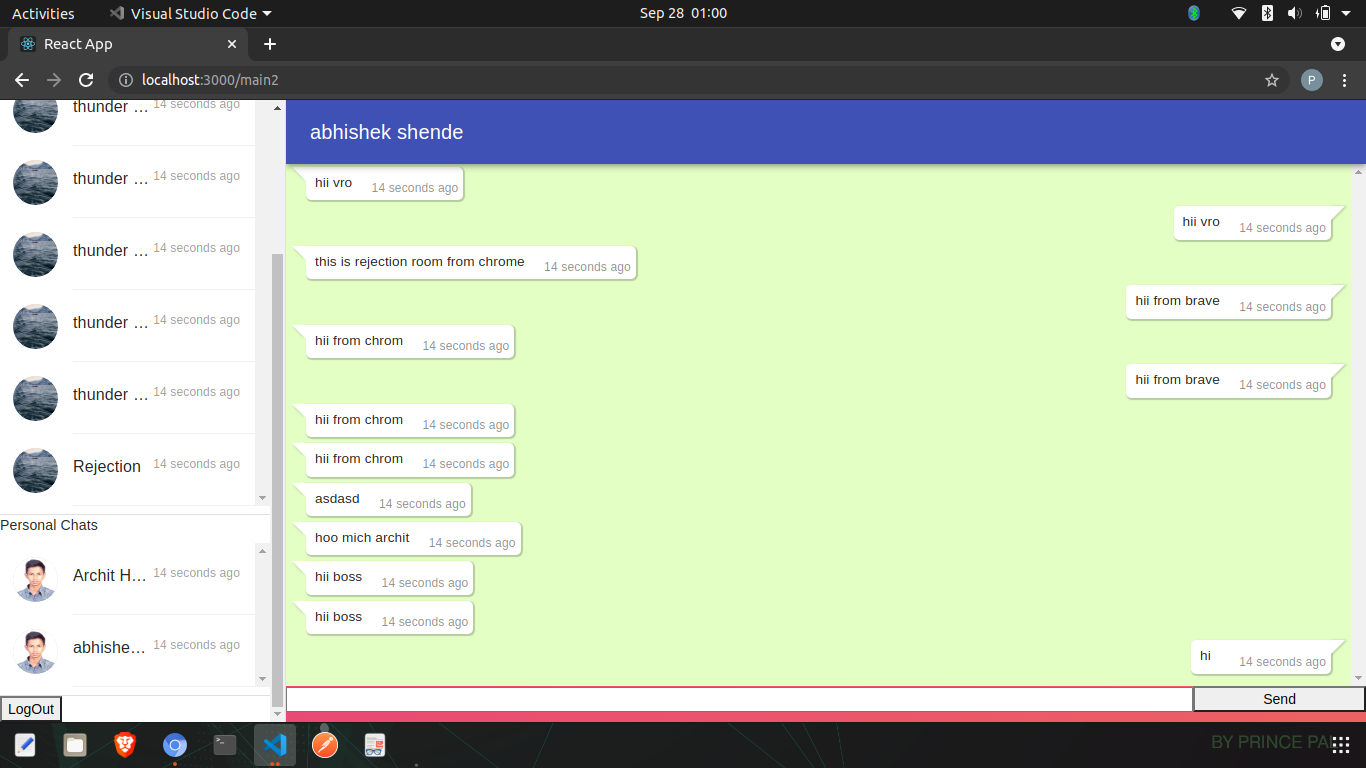 Activities
Visual Studio Code
Sep 28 01:00
React App
localhost:3000/main2
P
thunder ... 14 seconds ago
thunder ... 14 seconds ago
thunder ... 14 seconds ago
thunder ... 14 seconds ago
thunder ... 14 seconds ago
Rejection 14 seconds ago
Personal Chats
Archit H... 14 seconds ago
abhishe... 14 seconds ago
LogOut
abhishek shende
hii vro 14 seconds ago
hii vro 14 seconds ago
this is rejection room from chrome 14 seconds ago
hii from brave 14 seconds ago
hii from chrom 14 seconds ago
hii from brave 14 seconds ago
hii from chrom 14 seconds ago
hii from chrom 14 seconds ago
asdasd 14 seconds ago
hoo mich archit 14 seconds ago
hii boss 14 seconds ago
hii boss 14 seconds ago
hi 14 seconds ago
Send
BY PRINCE PA